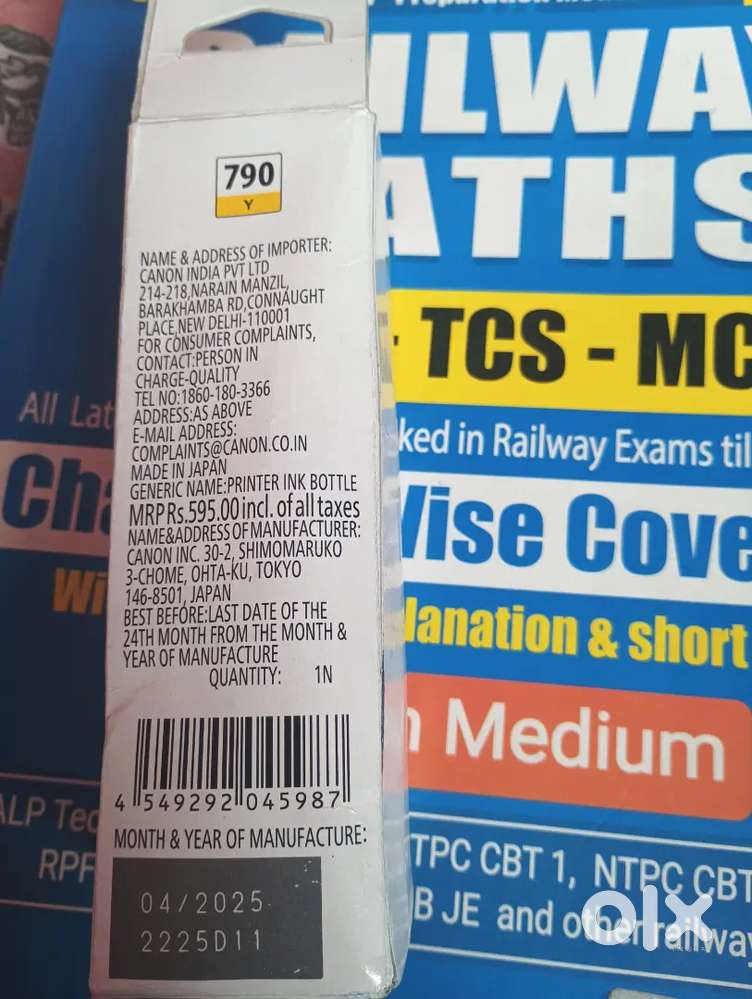 790
Y
NAME & ADDRESS OF IMPORTER:
CANON INDIA PVT LTD
214-218,NARAIN MANZIL,
BARAKHAMBA RD,CONNAUGHT
PLACE,NEW DELHI-110001
FOR CONSUMER COMPLAINTS,
CONTACT:PERSON IN
CHARGE-QUALITY
TEL NO:1860-180-3366
ADDRESS:AS ABOVE
E-MAIL ADDRESS:
COMPLAINTS@CANON.CO.IN
MADE IN JAPAN
GENERIC NAME:PRINTER INK BOTTLE
MRPRs.595.00 incl. of all taxes
NAME&ADDRESS OF MANUFACTURER:
CANON INC. 30-2, SHIMOMARUKO
3-CHOME, OHTA-KU, TOKYO
146-8501, JAPAN
BEST BEFORE:LAST DATE OF THE
24TH MONTH FROM THE MONTH &
YEAR OF MANUFACTURE
QUANTITY: 1N
4 549292 045987
MONTH & YEAR OF MANUFACTURE:
04/2025
2225D11
ILWAY
ATHS
TCS - MC
All Lat
ked in Railway Exams til
Cha
Wise Cove
Wi
lanation & short
n Medium
ALP Tec
TPC CBT 1, NTPC CBT
RPF
B JE and other railway
olx